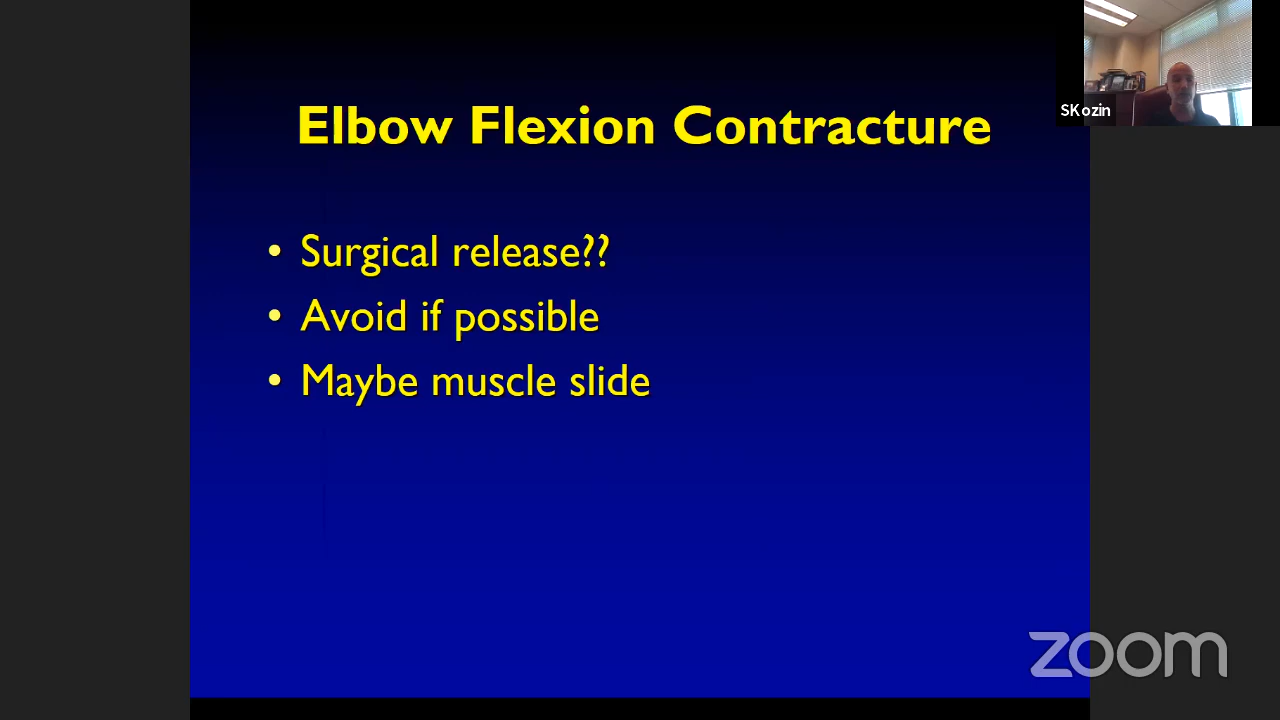 Elbow Flexion Contracture
SKozin
• Surgical release??
• Avoid if possible
• Maybe muscle slide
zoom